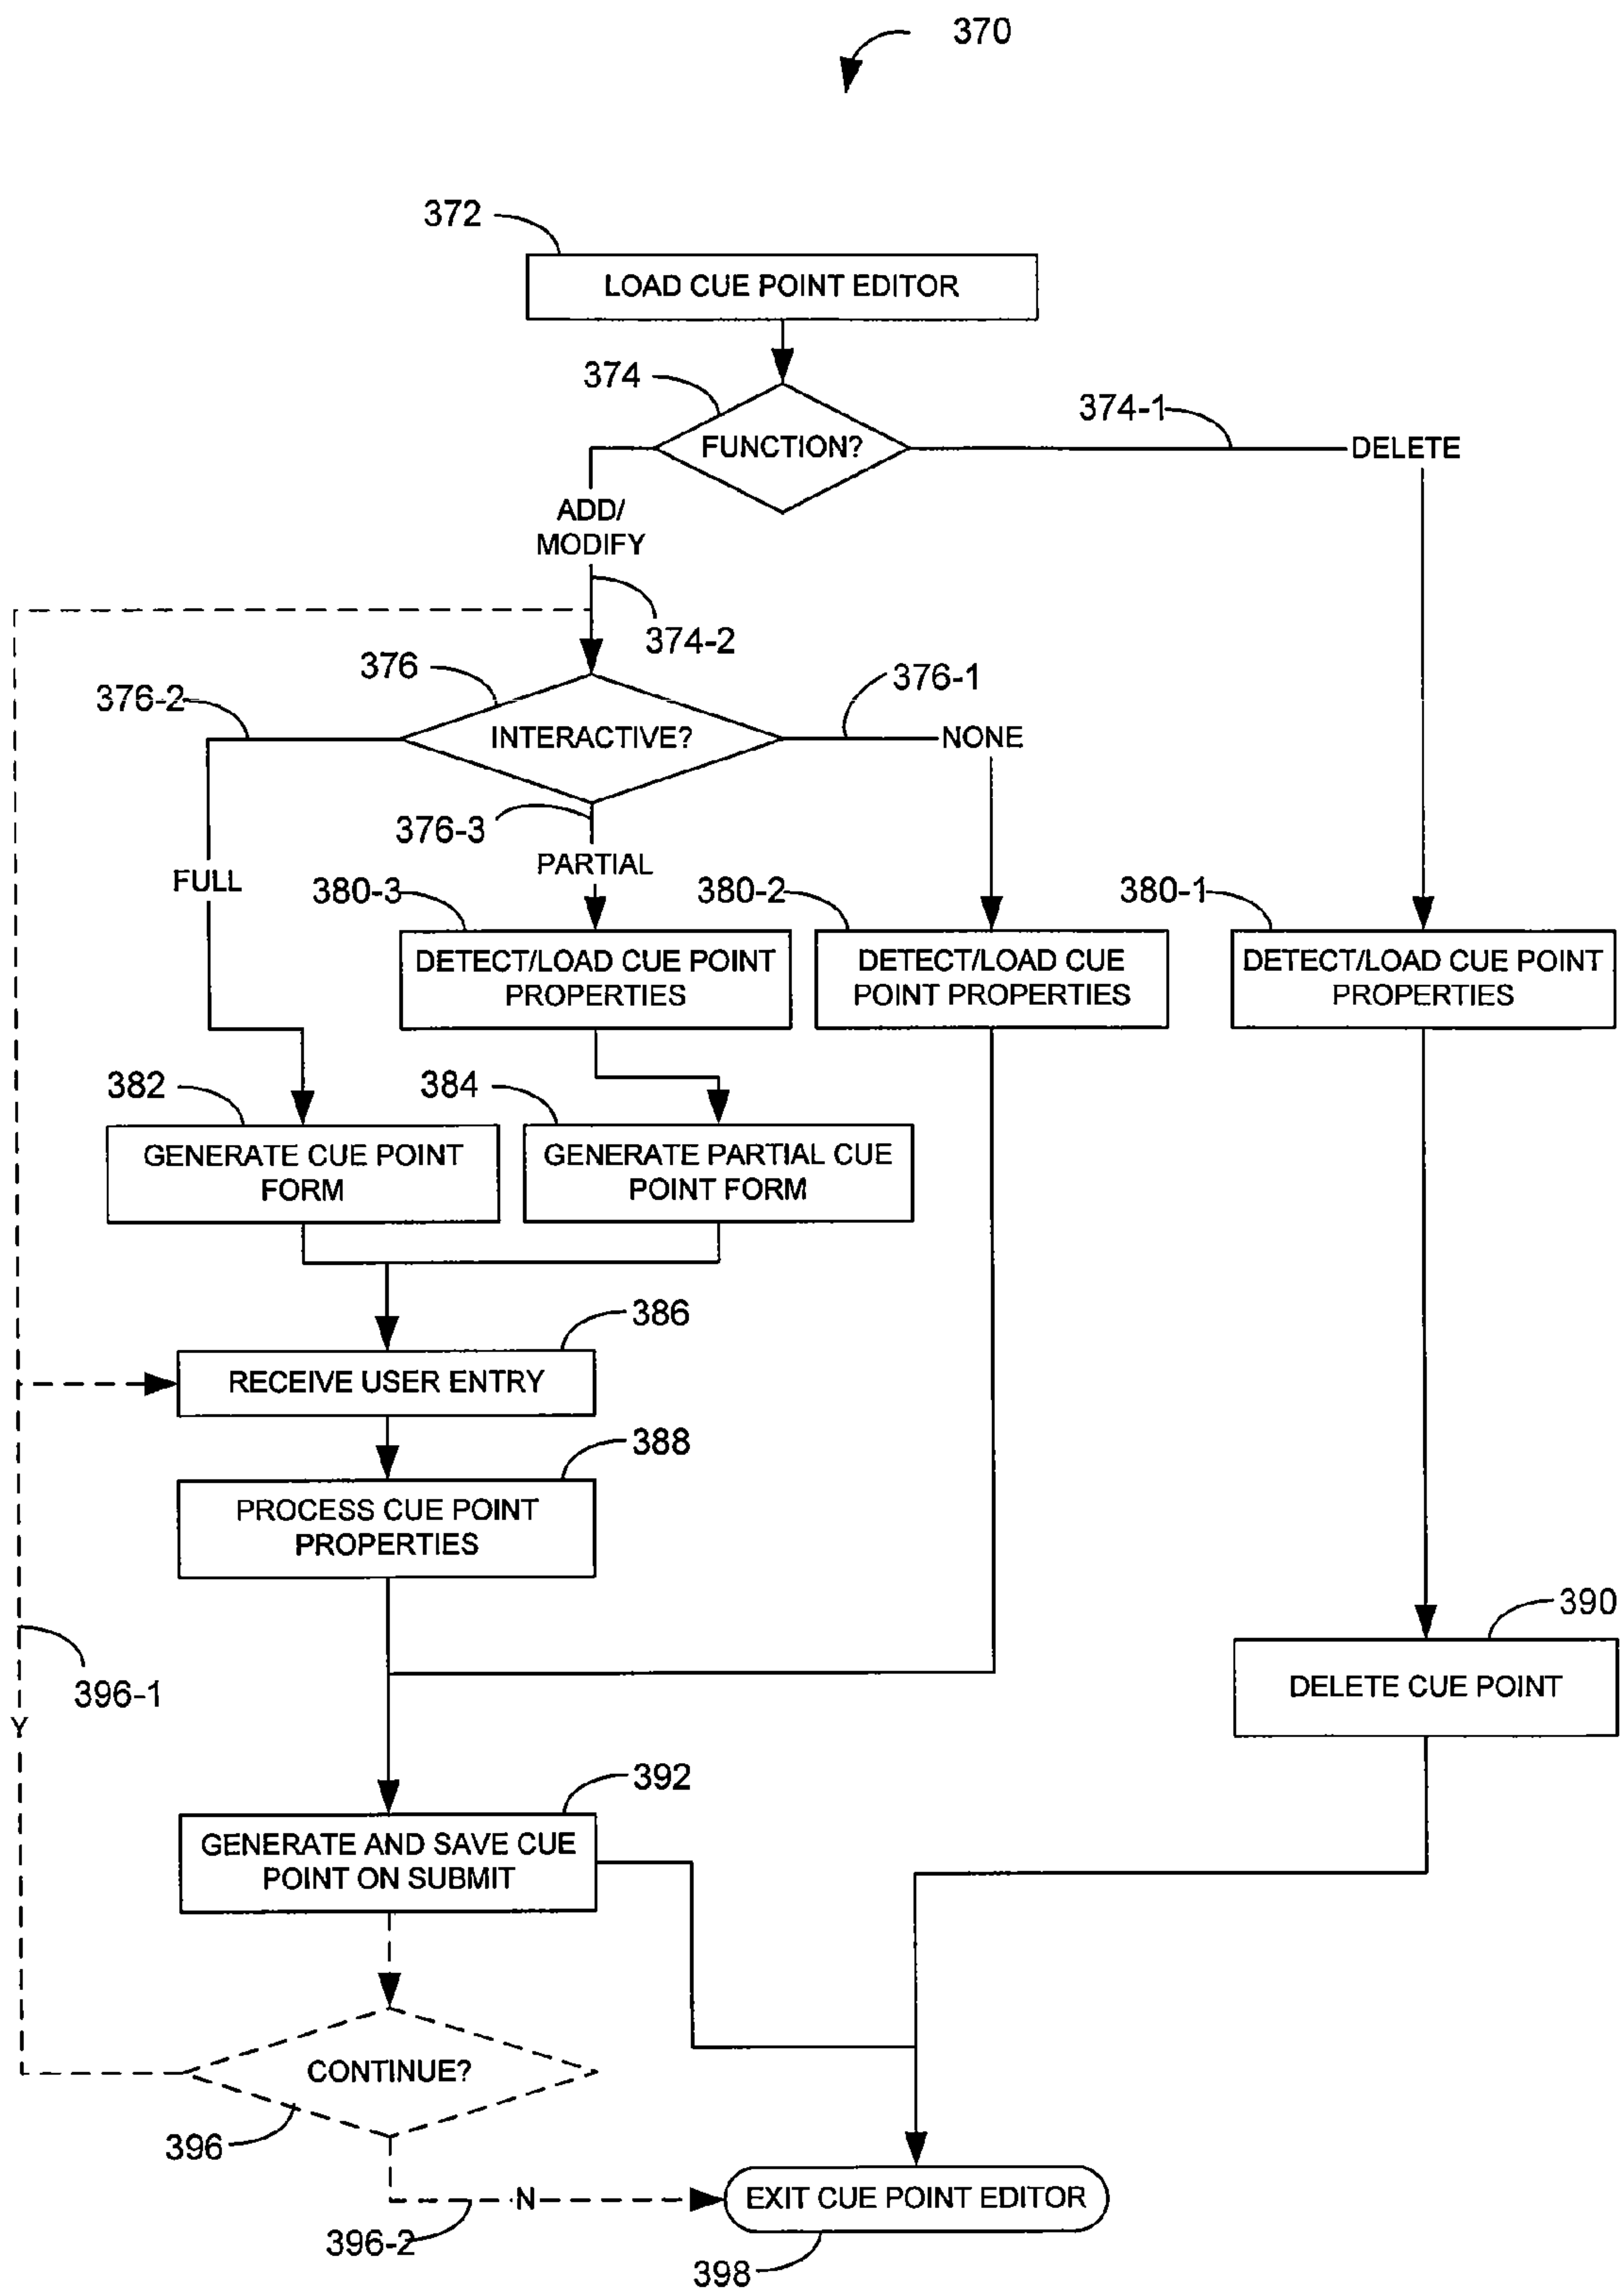 370
372
LOAD CUE POINT EDITOR
374
374-1
FUNCTION?
DELETE
ADD/
MODIFY
374-2
376
376-1
376-2
INTERACTIVE?
NONE
376-3
PARTIAL
FULL
380-3
380-2
380-1
DETECT/LOAD CUE POINT
PROPERTIES
DETECT/LOAD CUE
POINT PROPERTIES
DETECT/LOAD CUE POINT
PROPERTIES
382
384
GENERATE CUE POINT
FORM
GENERATE PARTIAL CUE
POINT FORM
386
RECEIVE USER ENTRY
388
PROCESS CUE POINT
PROPERTIES
390
DELETE CUE POINT
396-1
Y
392
GENERATE AND SAVE CUE
POINT ON SUBMIT
CONTINUE?
396
N
EXIT CUE POINT EDITOR
396-2
398